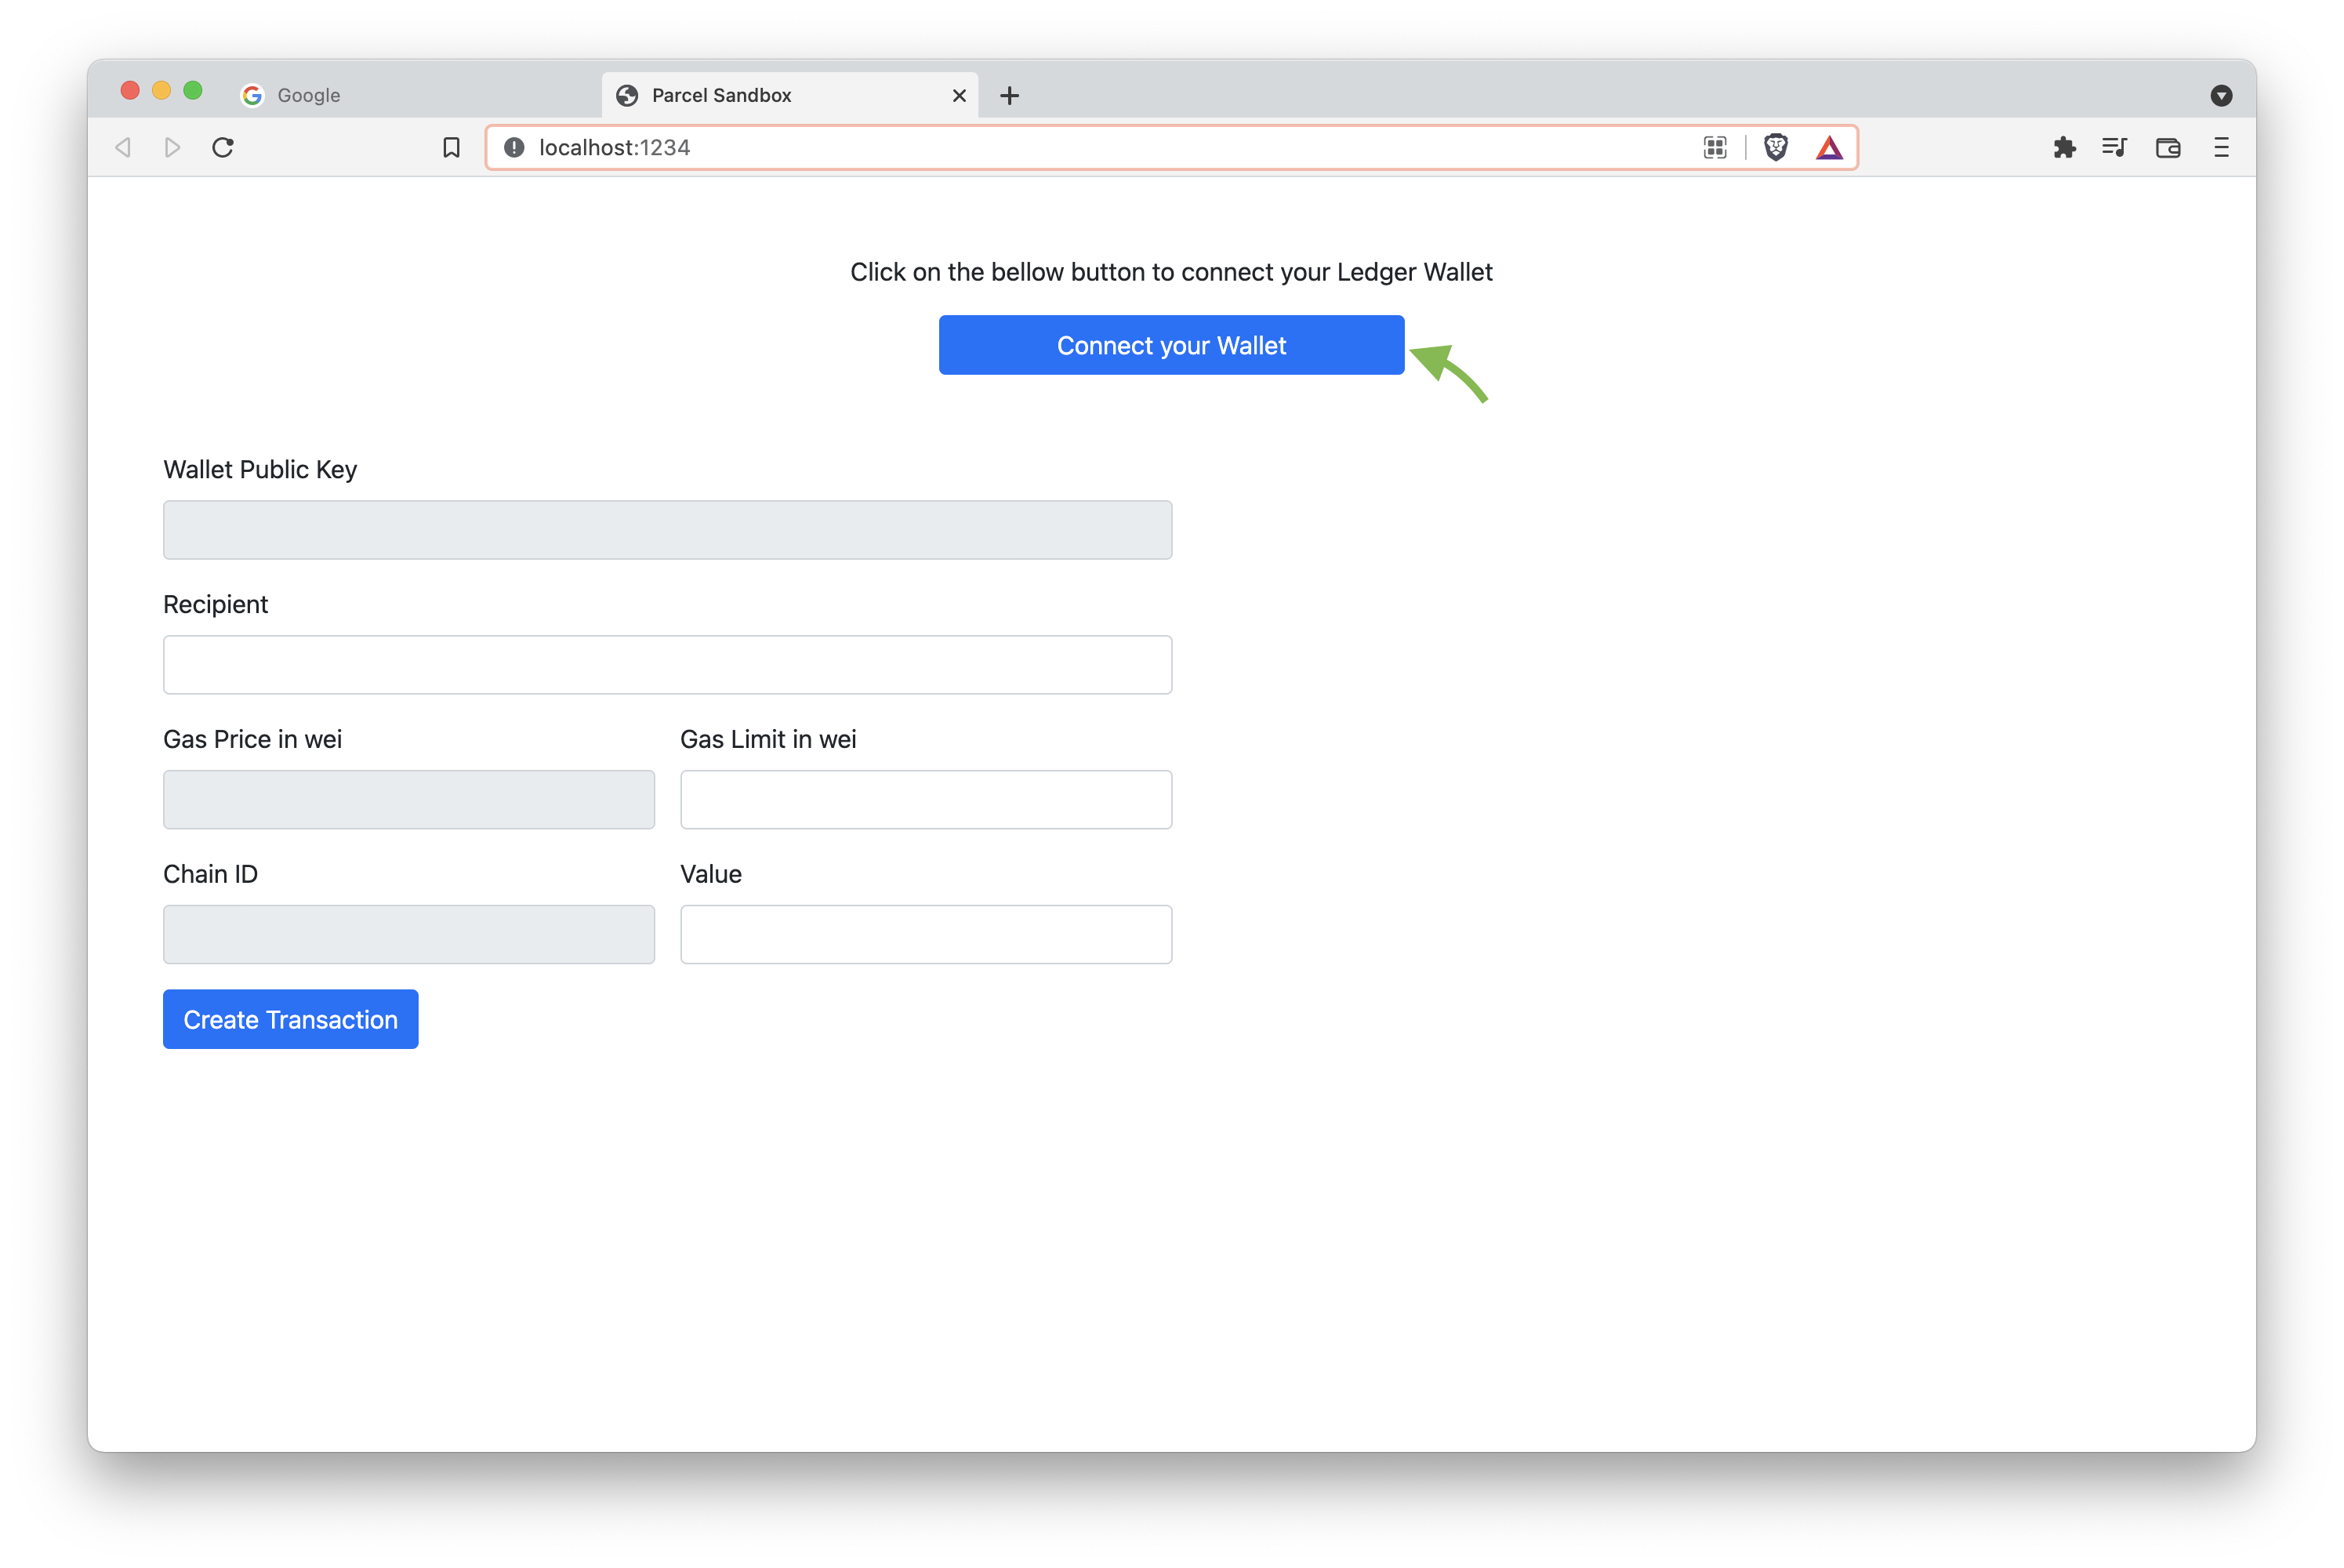 Google
Parcel Sandbox
localhost:1234
Click on the bellow button to connect your Ledger Wallet
Connect your Wallet
Wallet Public Key
Recipient
Gas Price in wei
Gas Limit in wei
Chain ID
Value
Create Transaction